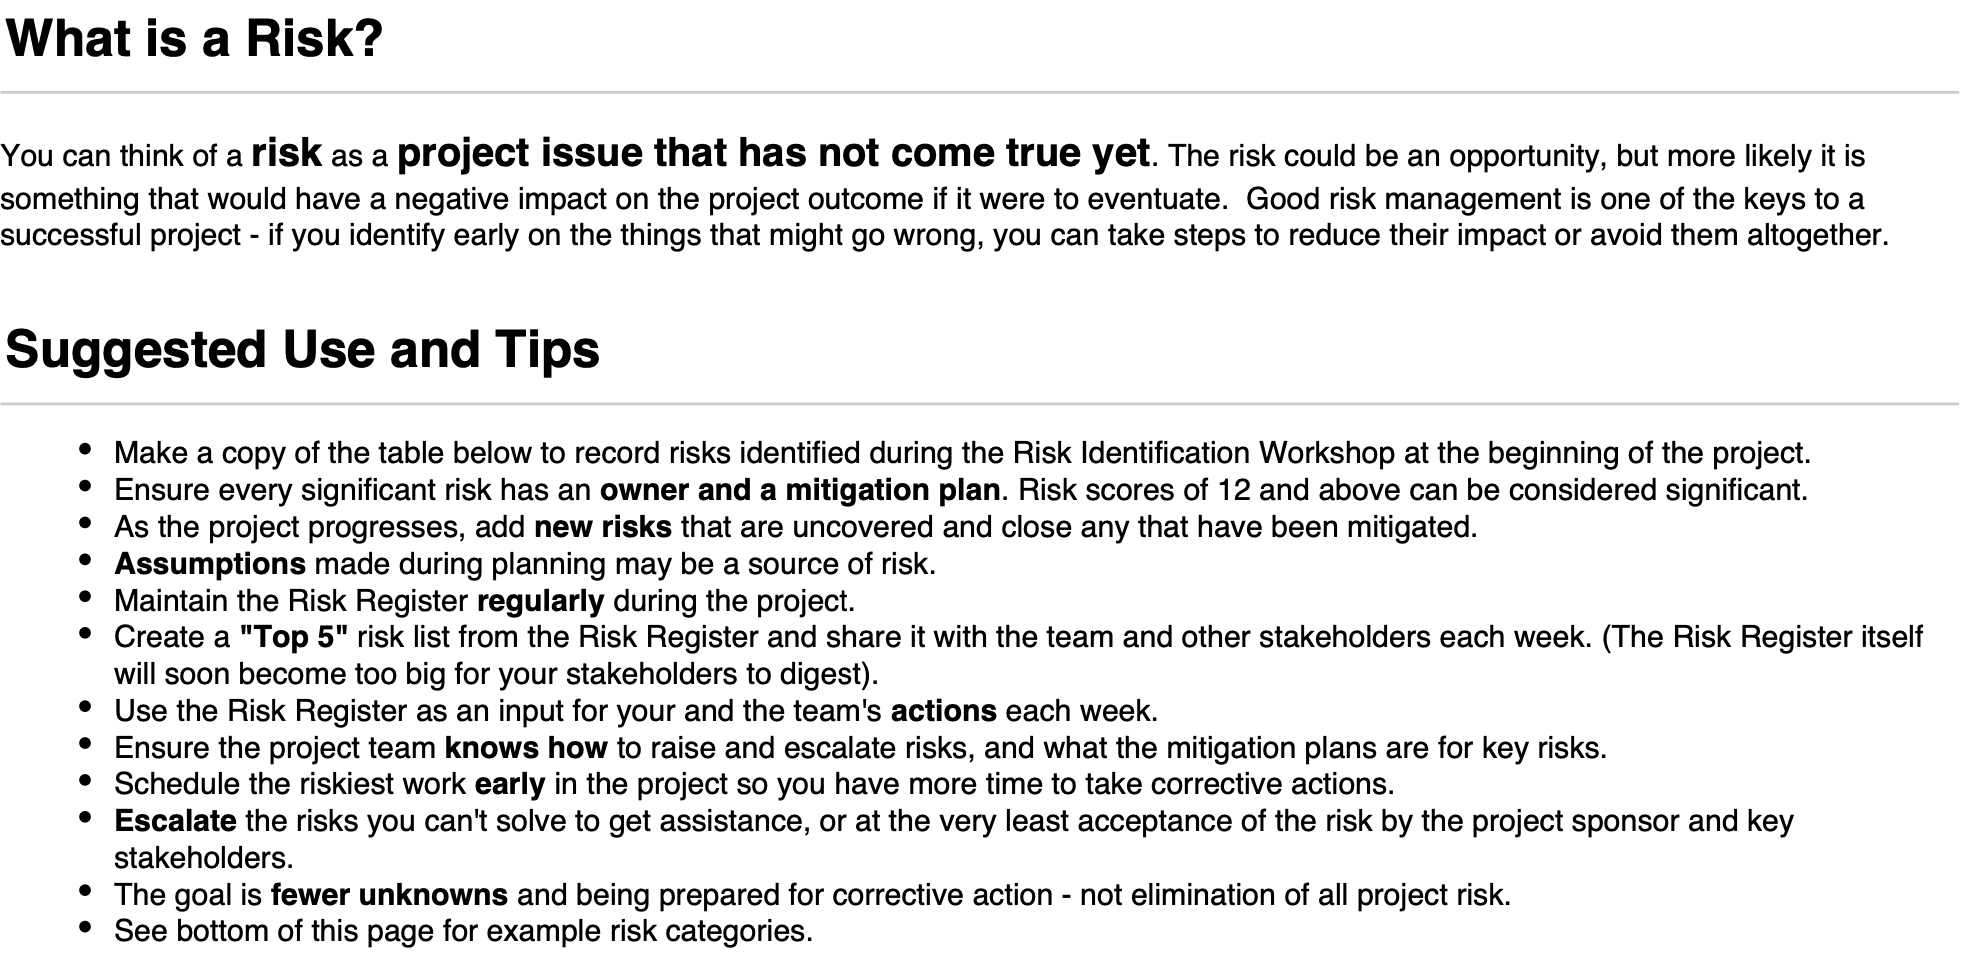 What is a Risk?
You can think of a risk as a project issue that has not come true yet. The risk could be an opportunity, but more likely it is
something that would have a negative impact on the project outcome if it were to eventuate.  Good risk management is one of the keys to a
successful project - if you identify early on the things that might go wrong, you can take steps to reduce their impact or avoid them altogether.
Suggested Use and Tips
• Make a copy of the table below to record risks identified during the Risk Identification Workshop at the beginning of the project.
• Ensure every significant risk has an owner and a mitigation plan. Risk scores of 12 and above can be considered significant.
• As the project progresses, add new risks that are uncovered and close any that have been mitigated.
• Assumptions made during planning may be a source of risk.
• Maintain the Risk Register regularly during the project.
• Create a "Top 5" risk list from the Risk Register and share it with the team and other stakeholders each week. (The Risk Register itself
will soon become too big for your stakeholders to digest).
• Use the Risk Register as an input for your and the team's actions each week.
• Ensure the project team knows how to raise and escalate risks, and what the mitigation plans are for key risks.
• Schedule the riskiest work early in the project so you have more time to take corrective actions.
• Escalate the risks you can't solve to get assistance, or at the very least acceptance of the risk by the project sponsor and key
stakeholders.
• The goal is fewer unknowns and being prepared for corrective action - not elimination of all project risk.
• See bottom of this page for example risk categories.